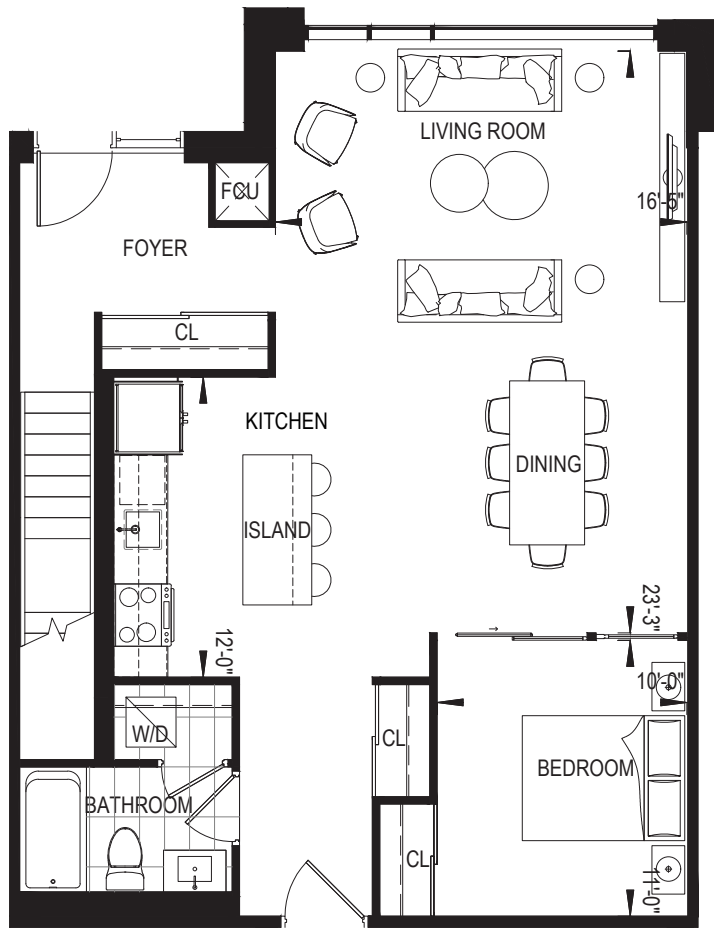 LIVING ROOM
FCU
16'-5"
FOYER
CL
KITCHEN
DINING
ISLAND
23'-3"
12'-0"
10'-0"
W/D
CL
BEDROOM
BATHROOM
CL
11'-0"